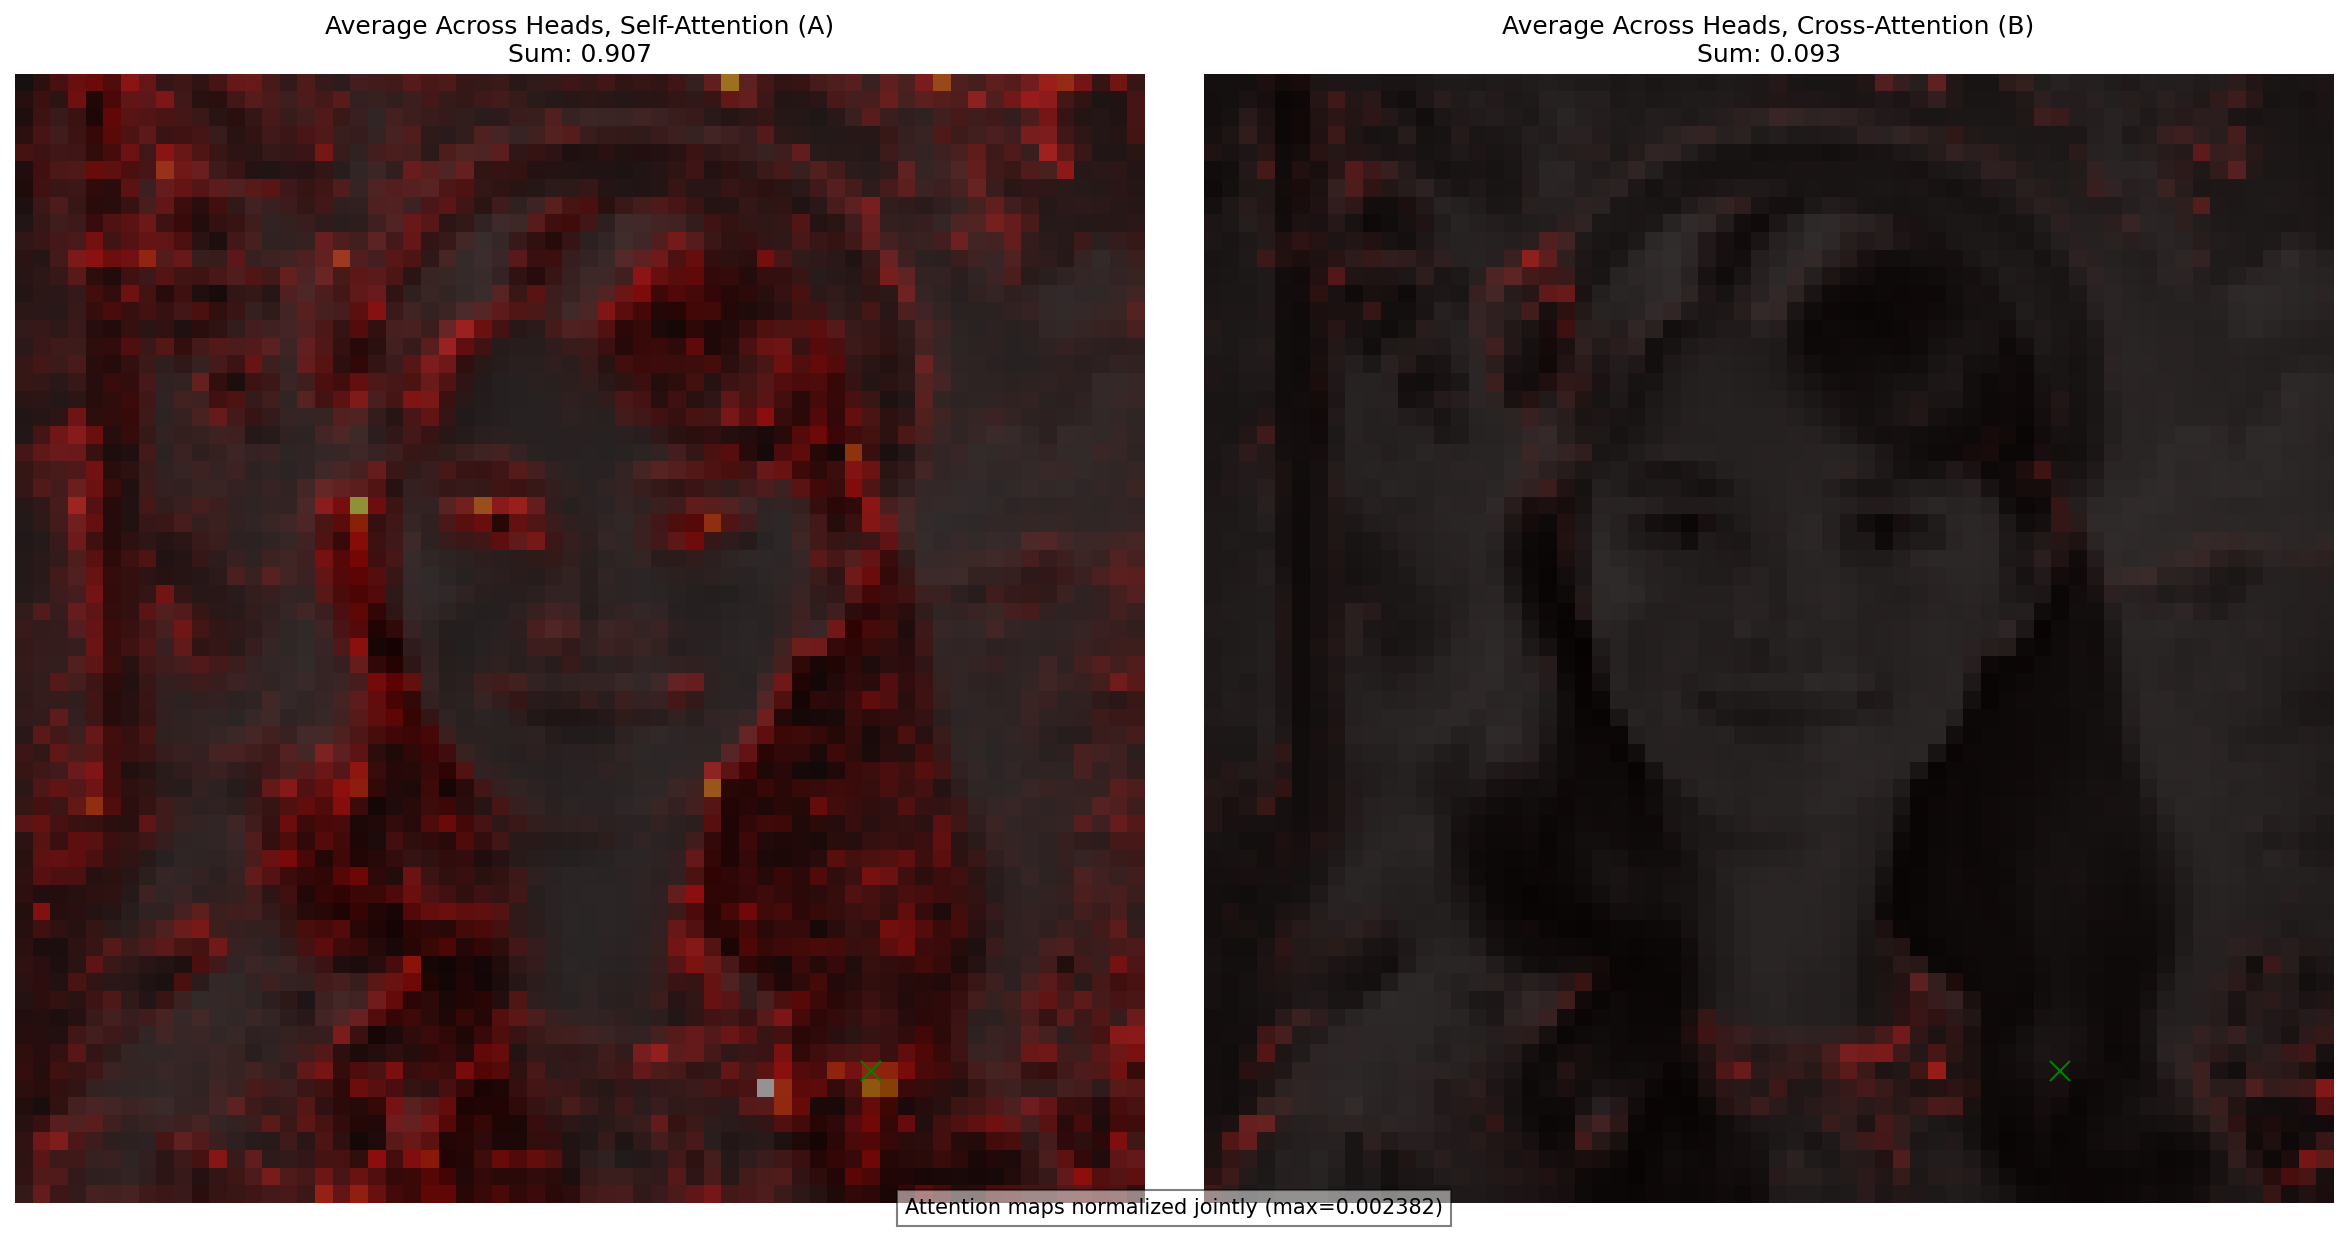 Average Across Heads, Self-Attention (A)
Sum: 0.907
Average Across Heads, Cross-Attention (B)
Sum: 0.093
Attention maps normalized jointly (max=0.002382)